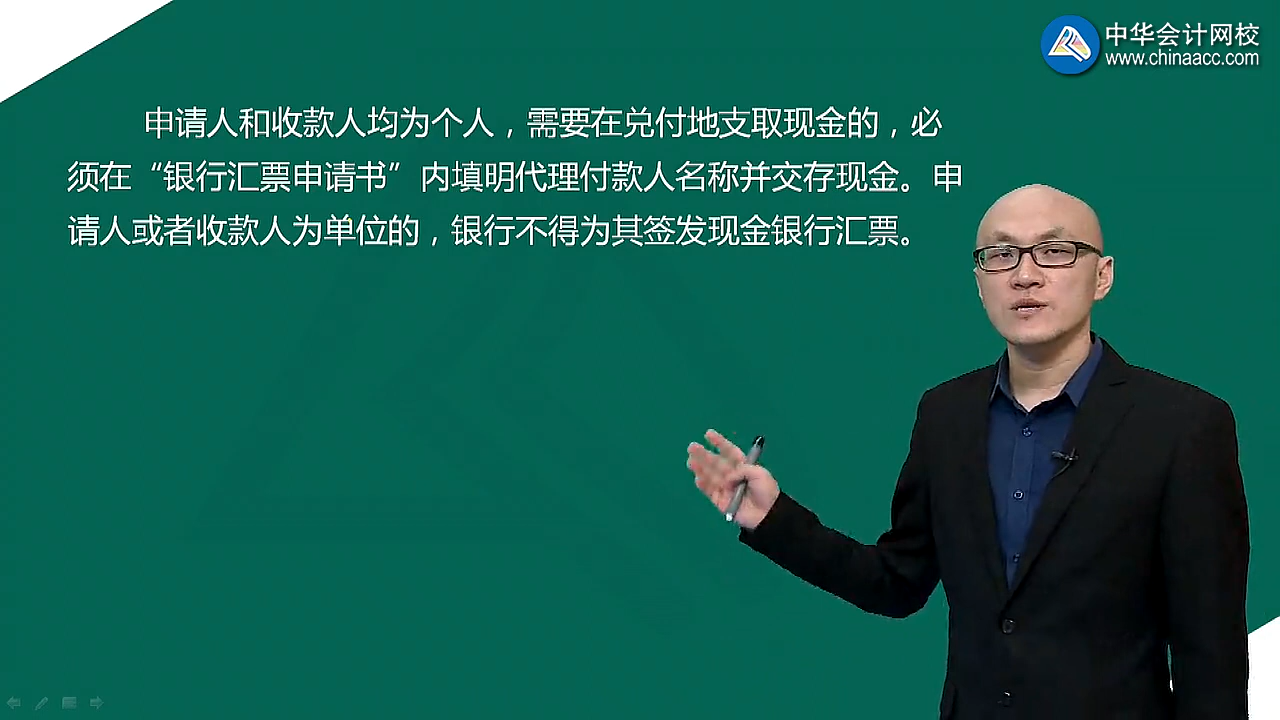 中华会计网校
www.chinaacc.com
申请人和收款人均为个人，需要在兑付地支取现金的，必
须在“银行汇票申请书”内填明代理付款人名称并交存现金。申
请人或者收款人为单位的，银行不得为其签发现金银行汇票。